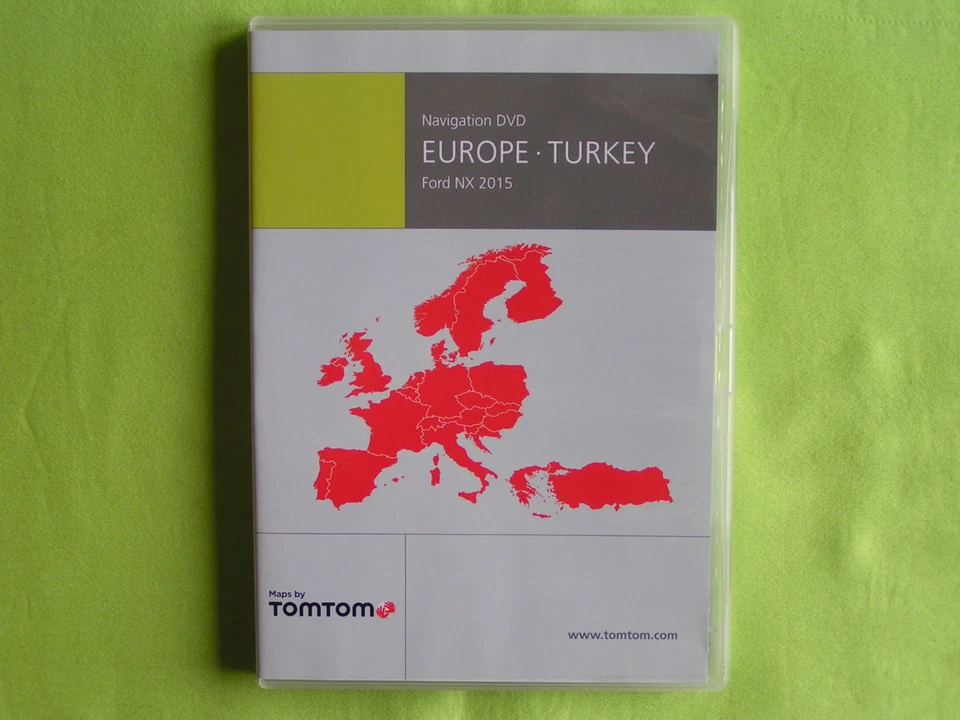 Navigation DVD
EUROPE · TURKEY
Ford NX 2015
Maps by
TOMTOM
www.tomtom.com